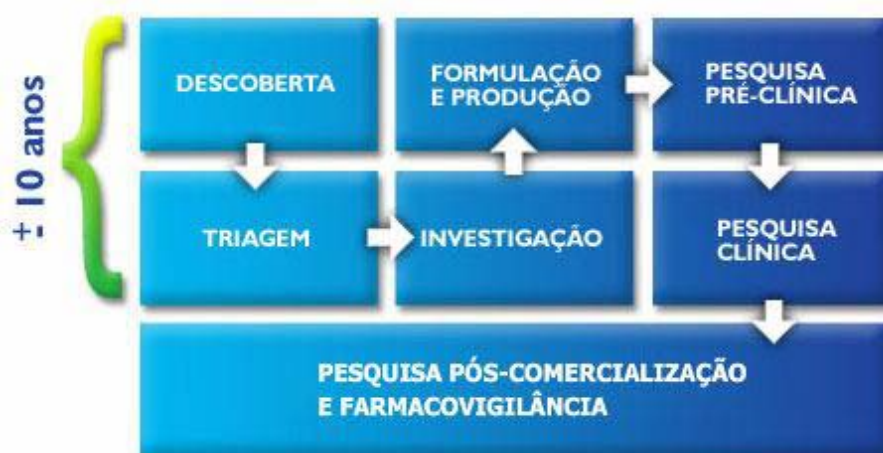 ± 10 anos
DESCOBERTA
TRIAGEM
INVESTIGAÇÃO
FORMULAÇÃO
E PRODUÇÃO
PESQUISA
PRÉ-CLÍNICA
PESQUISA
CLÍNICA
PESQUISA PÓS-COMERCIALIZAÇÃO
E FARMACOVIGILÂNCIA